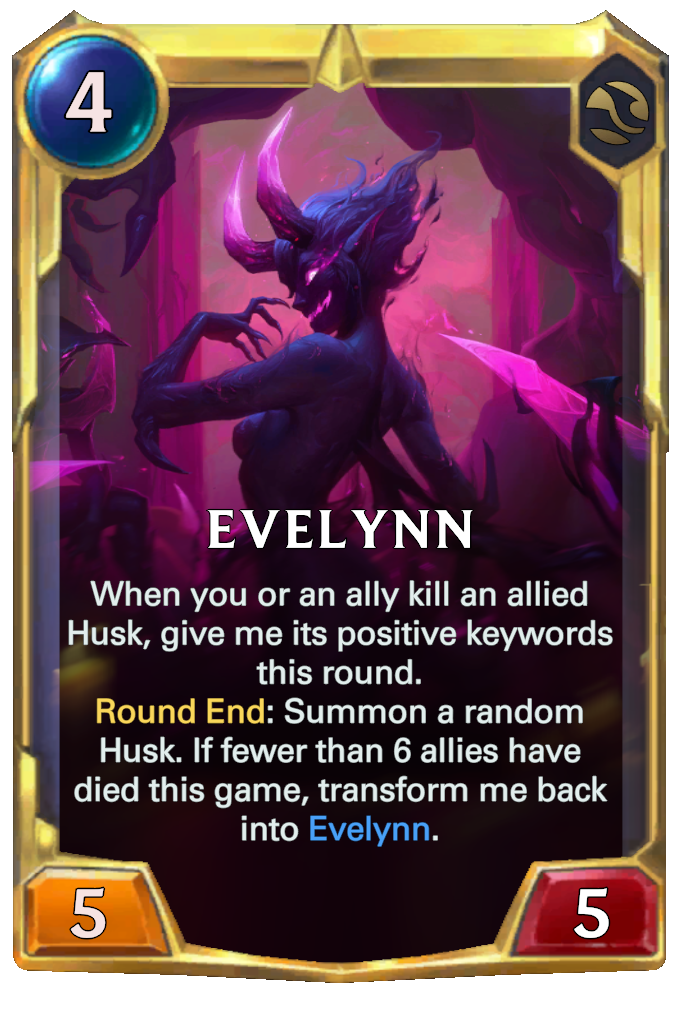 4
EVELYNN
When you or an ally kill an allied
Husk, give me its positive keywords
this round.
Round End: Summon a random
Husk. If fewer than 6 allies have
died this game, transform me back
into Evelynn.
5
5